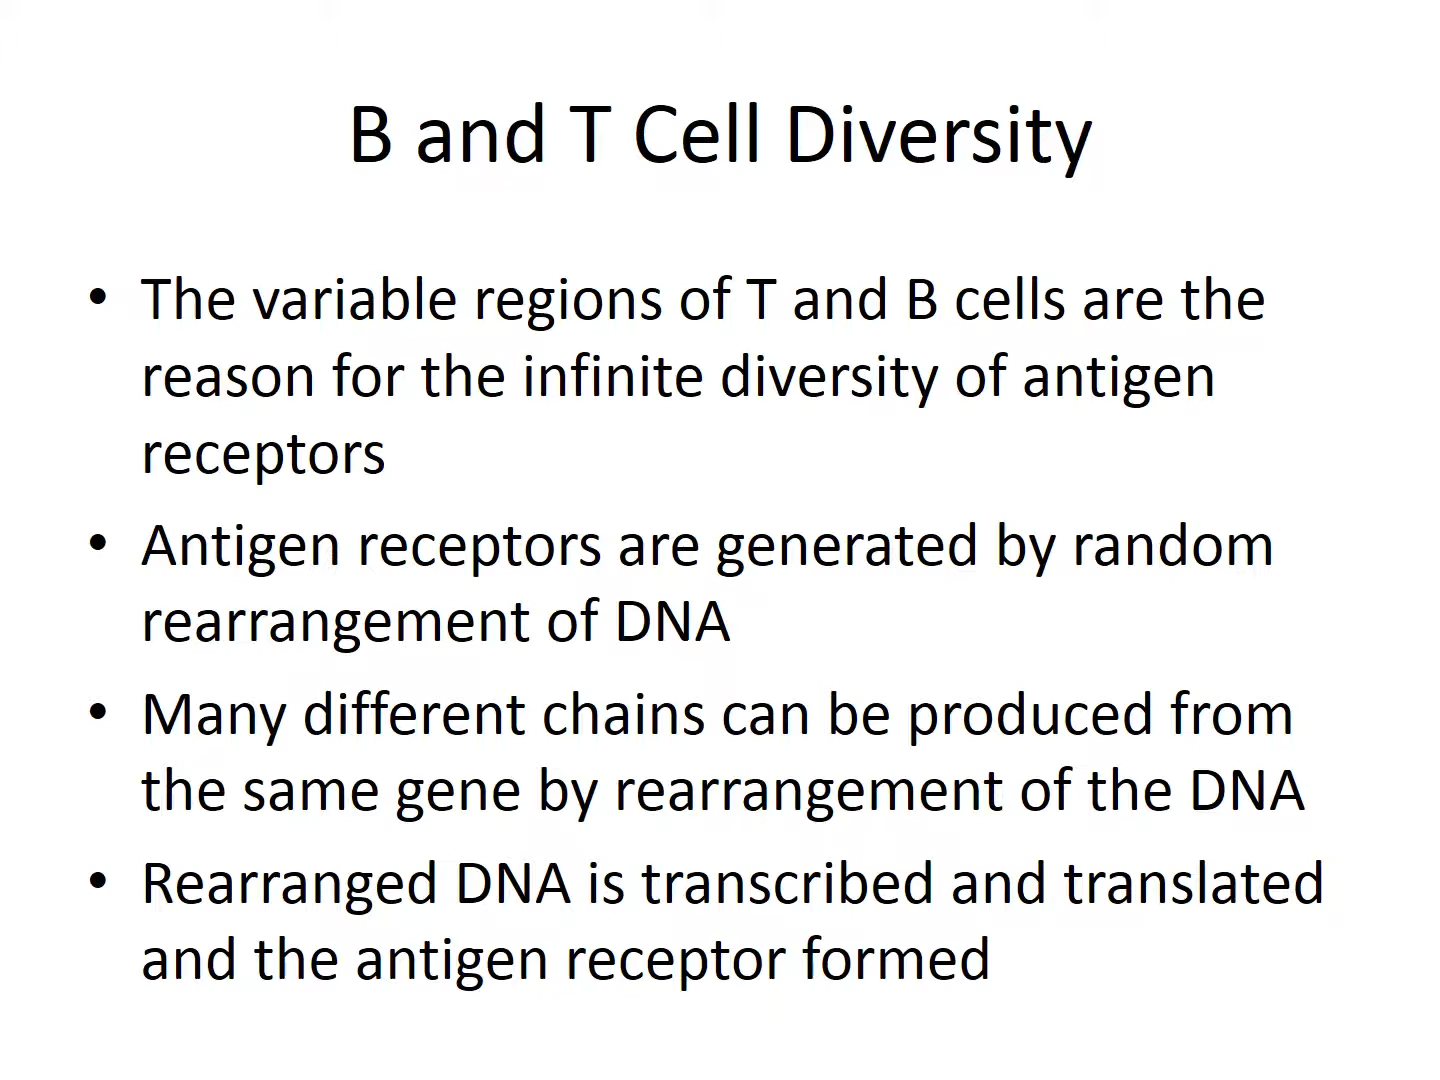 B and T Cell Diversity
• The variable regions of T and B cells are the
reason for the infinite diversity of antigen
receptors
• Antigen receptors are generated by random
rearrangement of DNA
• Many different chains can be produced from
the same gene by rearrangement of the DNA
• Rearranged DNA is transcribed and translated
and the antigen receptor formed